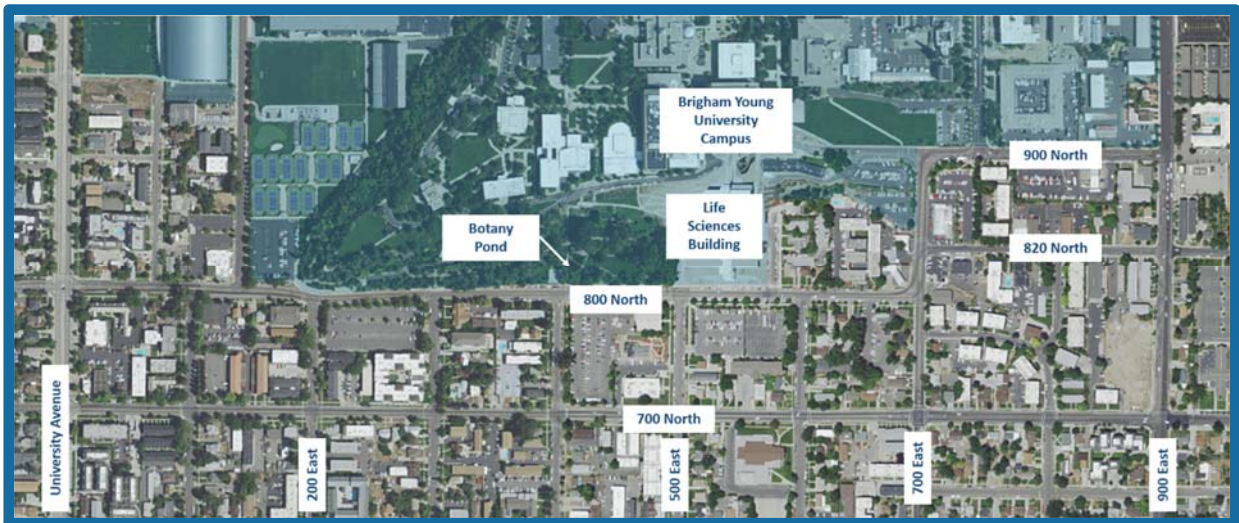 Brigham Young
University
Campus
900 North
Life
Sciences
Building
Botany
Pond
820 North
800 North
700 North
University Avenue
200 East
500 East
700 East
900 East